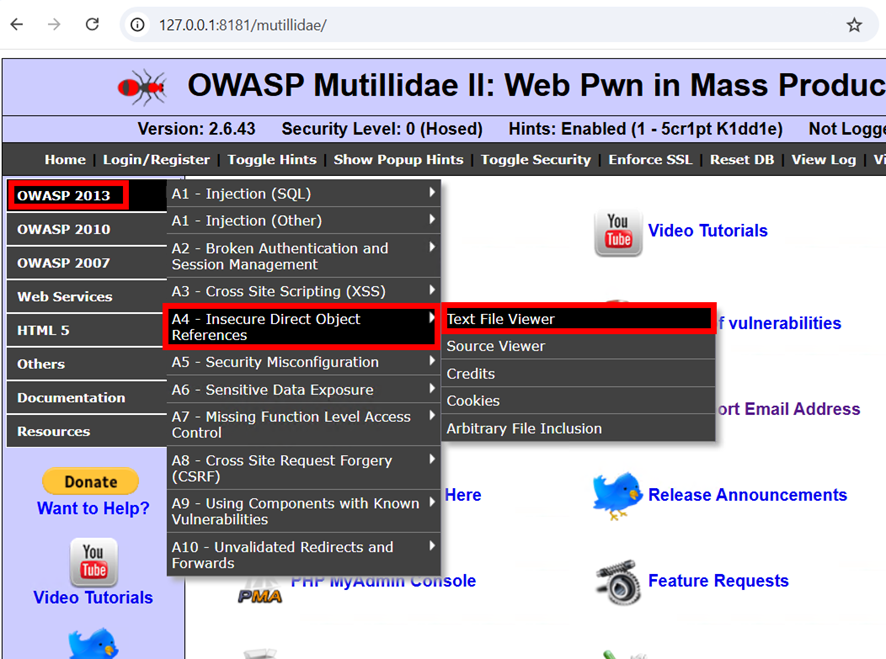 127.0.0.1:8181/mutillidae/
OWASP Mutillidae II: Web Pwn in Mass Produc
Version: 2.6.43 Security Level: 0 (Hosed) Hints: Enabled (1 - 5cr1pt K1dd1e) Not Logge
Home | Login/Register | Toggle Hints | Show Popup Hints | Toggle Security | Enforce SSL | Reset DB | View Log | Vi
OWASP 2013
OWASP 2010
OWASP 2007
Web Services
HTML 5
Others
Documentation
Resources
Donate
Want to Help?
You
Tube
Video Tutorials
A1 - Injection (SQL)
A1 - Injection (Other)
A2 - Broken Authentication and
Session Management
A3 - Cross Site Scripting (XSS)
A4 - Insecure Direct Object
References
A5 - Security Misconfiguration
A6 - Sensitive Data Exposure
A7 - Missing Function Level Access
Control
A8 - Cross Site Request Forgery
(CSRF)
A9 - Using Components with Known
Vulnerabilities
A10 - Unvalidated Redirects and
Forwards
Text File Viewer
Source Viewer
Credits
Cookies
Arbitrary File Inclusion
You
Tube
Video Tutorials
f vulnerabilities
ort Email Address
Here
Release Announcements
PMA
PHP MyAdmin Console
Feature Requests